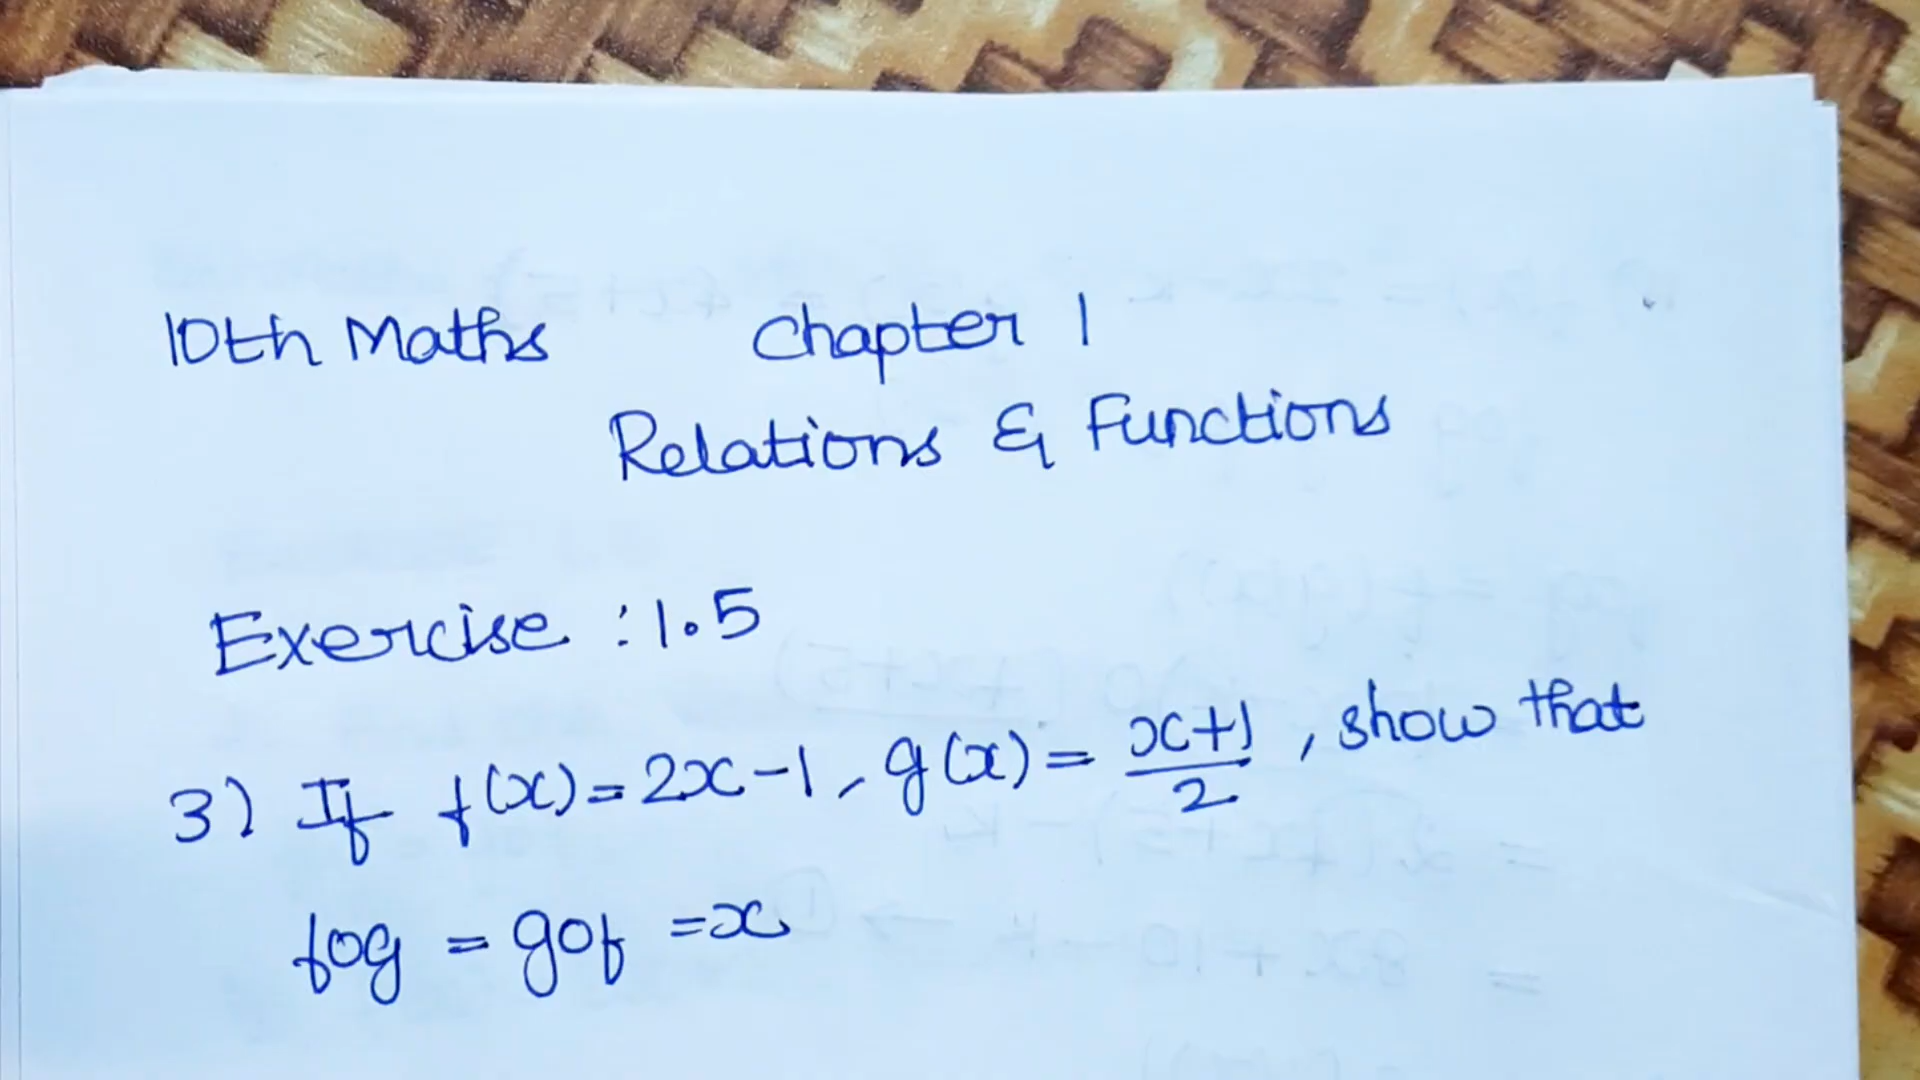 10th Maths Chapter 1
Relations & Functions
Exercise : 1.5
3) If f(x) = 2x - 1, g(x) = x+1/2, show that
fog = gof = x